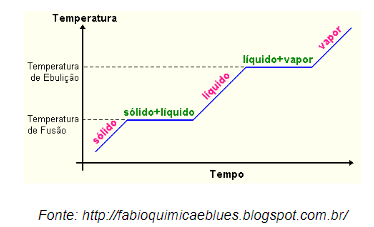 Temperatura
vapor
líquido+vapor
Temperatura
de Ebulição
líquido
sólido+líquido
Temperatura
de Fusão
sólido
Tempo
Fonte: http://fabioquimicaeblues.blogspot.com.br/